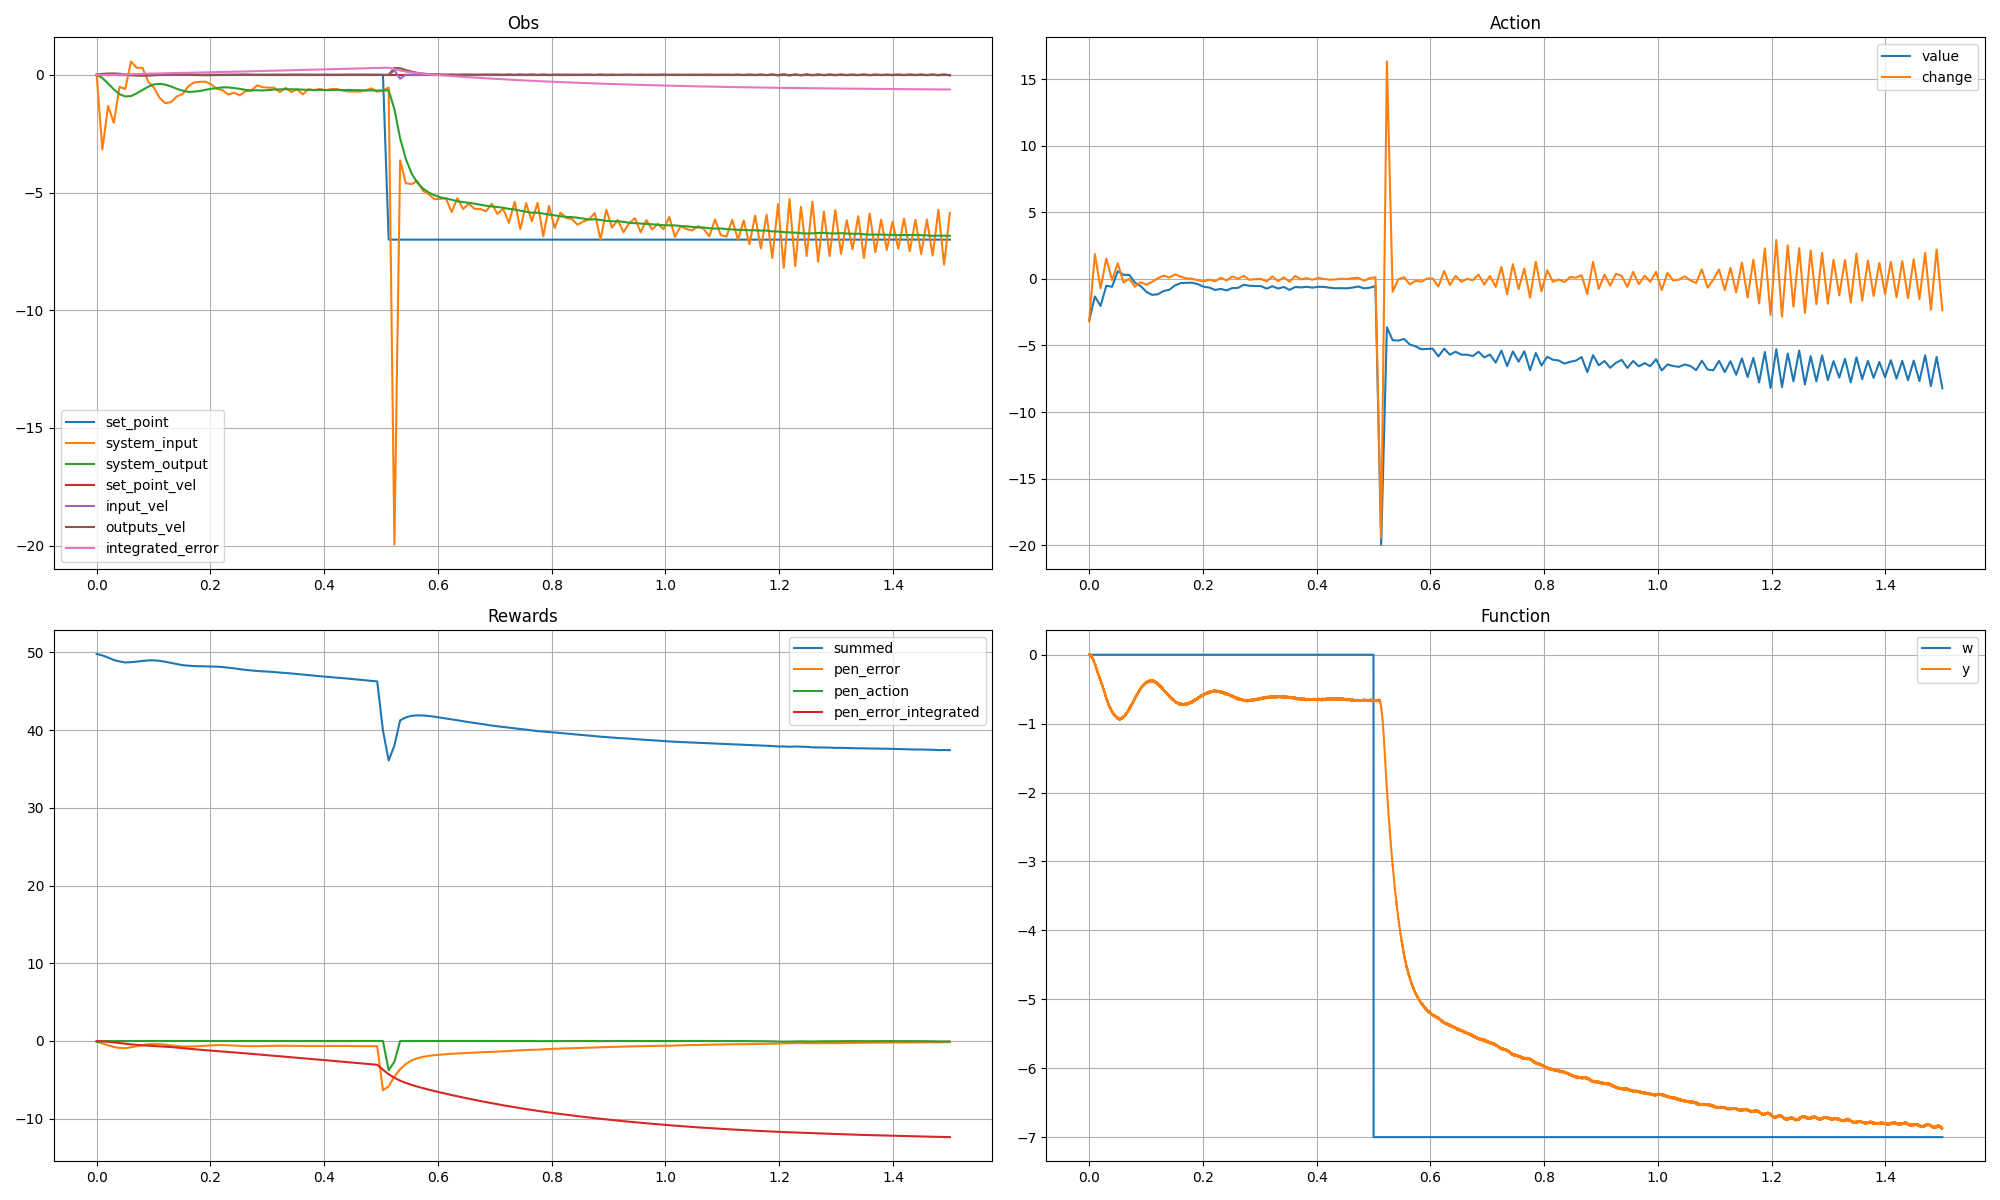 Obs
0
−5
−10
−15
−20
0.0 0.2 0.4 0.6 0.8 1.0 1.2 1.4
set_point
system_input
system_output
set_point_vel
input_vel
outputs_vel
integrated_error
Action
15
10
5
0
−5
−10
−15
−20
0.0 0.2 0.4 0.6 0.8 1.0 1.2 1.4
value
change
Rewards
50
40
30
20
10
0
−10
0.0 0.2 0.4 0.6 0.8 1.0 1.2 1.4
summed
pen_error
pen_action
pen_error_integrated
Function
0
−1
−2
−3
−4
−5
−6
−7
0.0 0.2 0.4 0.6 0.8 1.0 1.2 1.4
w
y